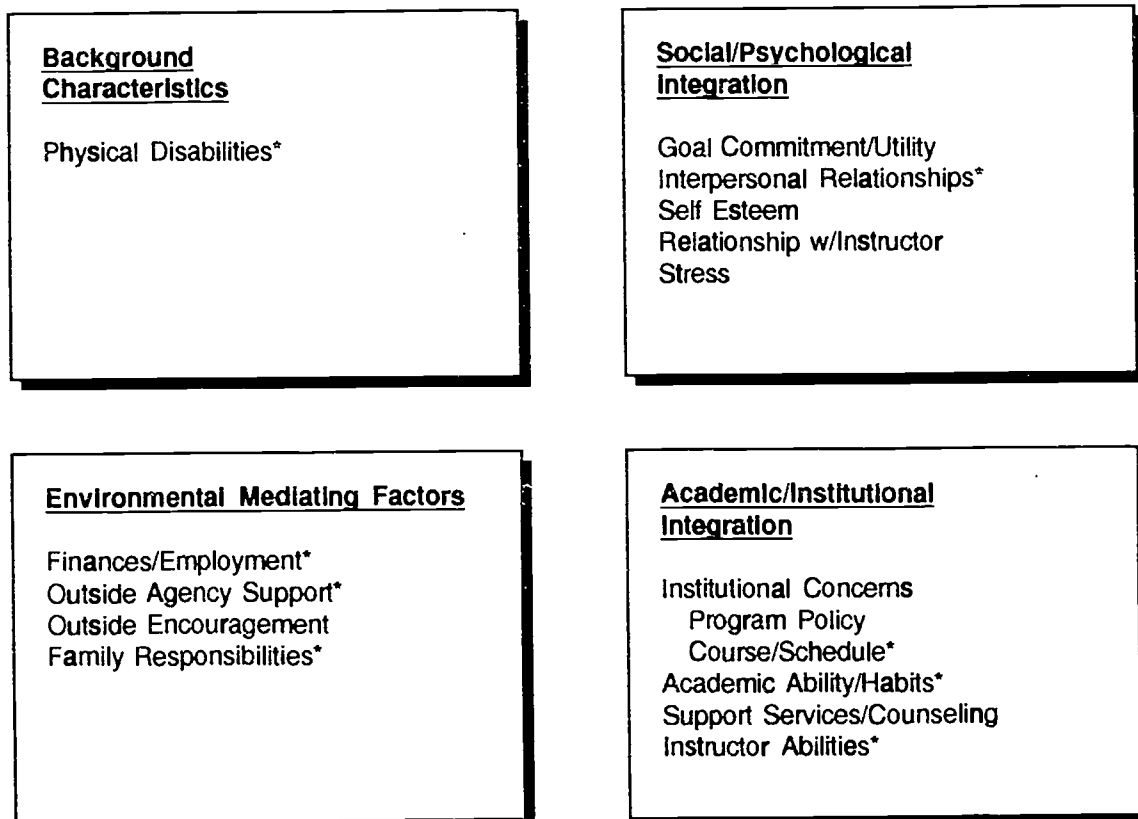 Background
Characteristics
Physical Disabilities*
Social/Psychological
Integration
Goal Commitment/Utility
Interpersonal Relationships*
Self Esteem
Relationship w/Instructor
Stress
Environmental Mediating Factors
Finances/Employment*
Outside Agency Support*
Outside Encouragement
Family Responsibilities*
Academic/Institutional
Integration
Institutional Concerns
Program Policy
Course/Schedule*
Academic Ability/Habits*
Support Services/Counseling
Instructor Abilities*